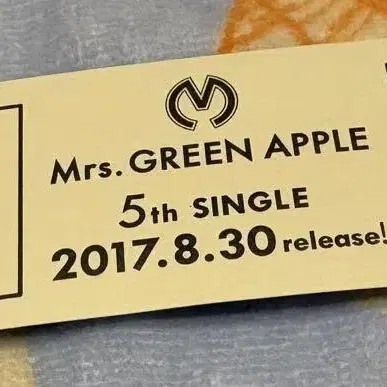 Mrs. GREEN APPLE
5th SINGLE
2017.8.30 release!